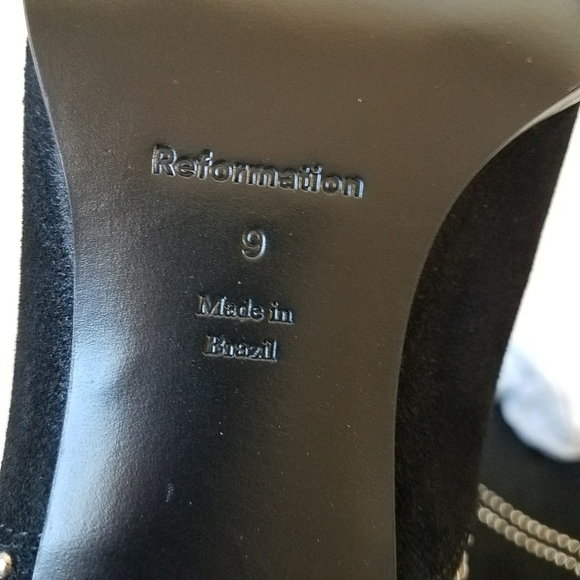 Reformation
9
Made in
Brazil